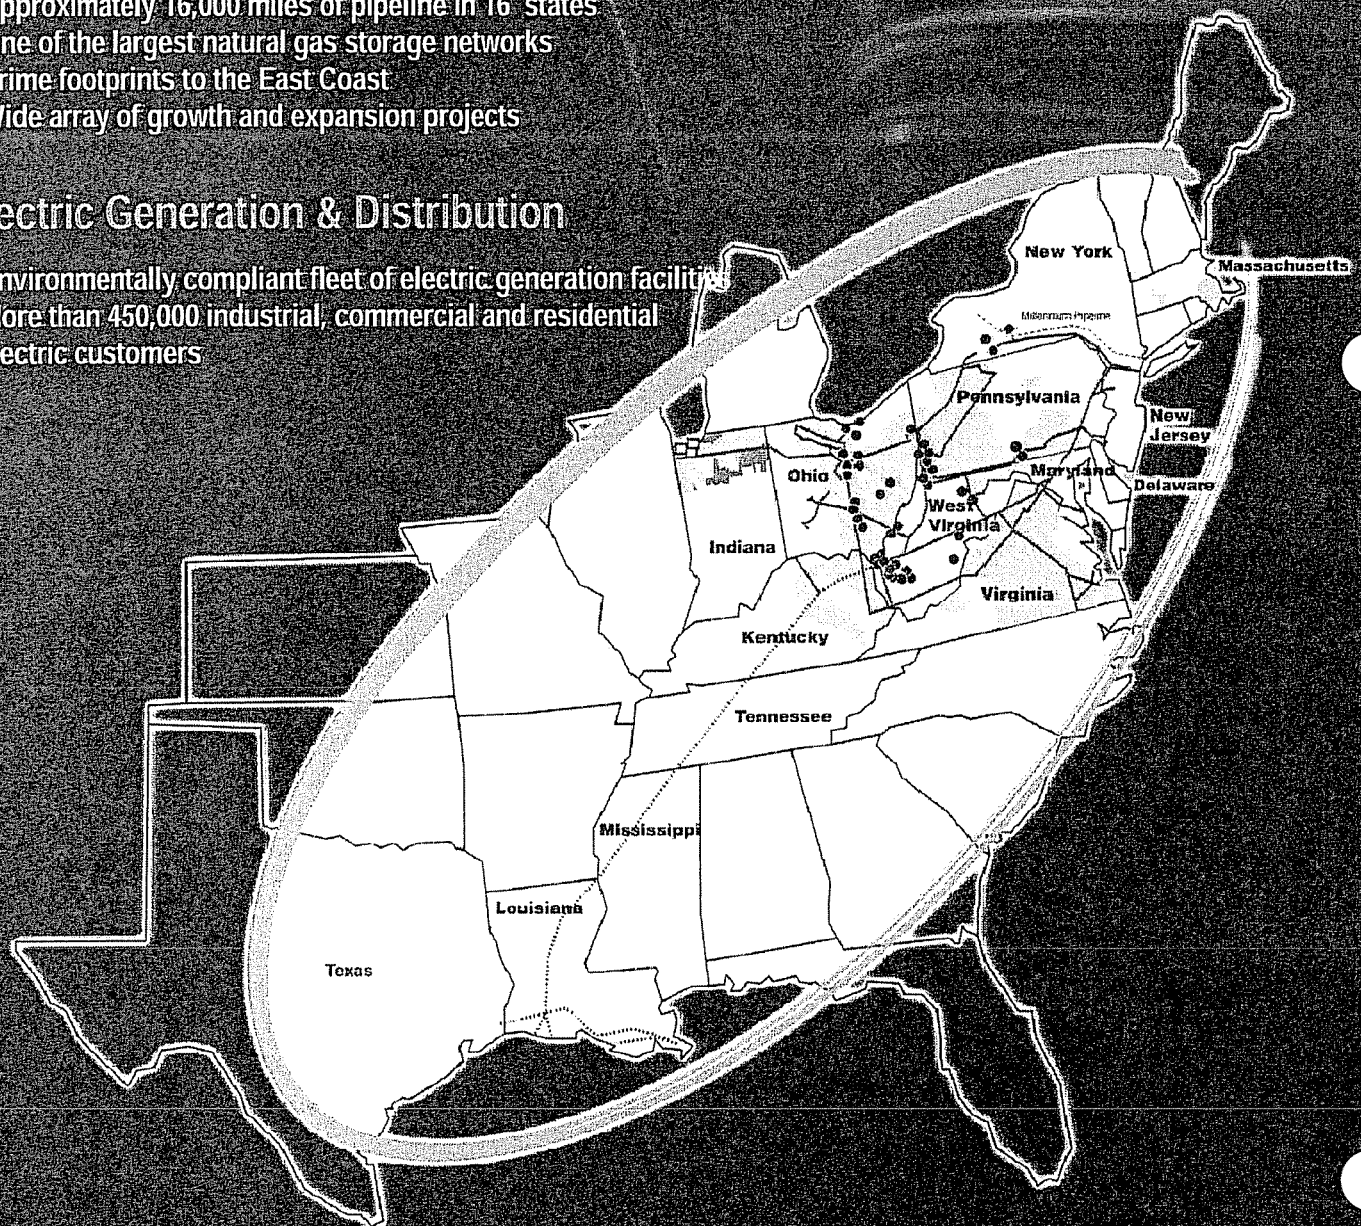 pproximately 16,000 miles of pipeline in 16 states
ne of the largest natural gas storage networks
rime footprints to the East Coast
ide array of growth and expansion projects
ectric Generation & Distribution
nvironmentally compliant fleet of electric generation facilities
ore than 450,000 industrial, commercial and residential
ectric customers
New York
Massachusetts
Millennium Pipeline
Pennsylvania
New
Jersey
Ohio
Maryland
Delaware
West
Virginia
Indiana
Virginia
Kentucky
Tennessee
Mississippi
Louisiana
Texas